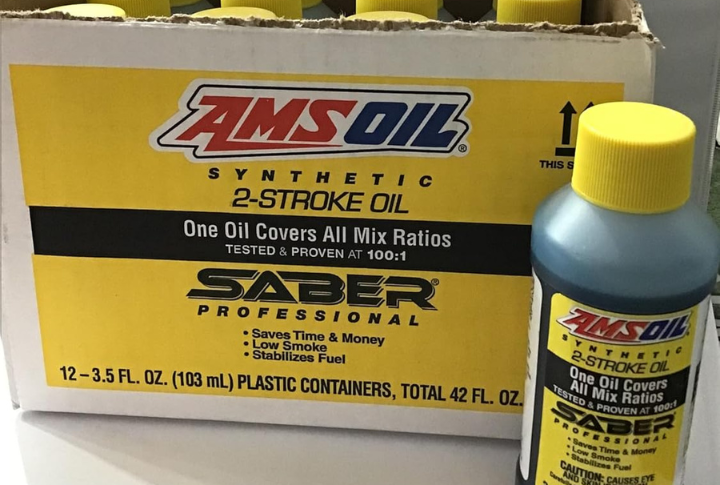 AMSOIL®
SYNTHETIC
2-STROKE OIL
One Oil Covers All Mix Ratios
TESTED & PROVEN AT 100:1
SABER®
PROFESSIONAL
• Saves Time & Money
• Low Smoke
• Stabilizes Fuel
12 – 3.5 FL. OZ. (103 mL) PLASTIC CONTAINERS, TOTAL 42 FL. OZ.
THIS
AMSOIL
SYNTHETIC
2-STROKE OIL
One Oil Covers
All Mix Ratios
TESTED & PROVEN AT 100:1
SABER
PROFESSIONAL
• Saves Time & Money
• Low Smoke
• Stabilizes Fuel
CAUTION: CAUSES EYE
AND SKIN